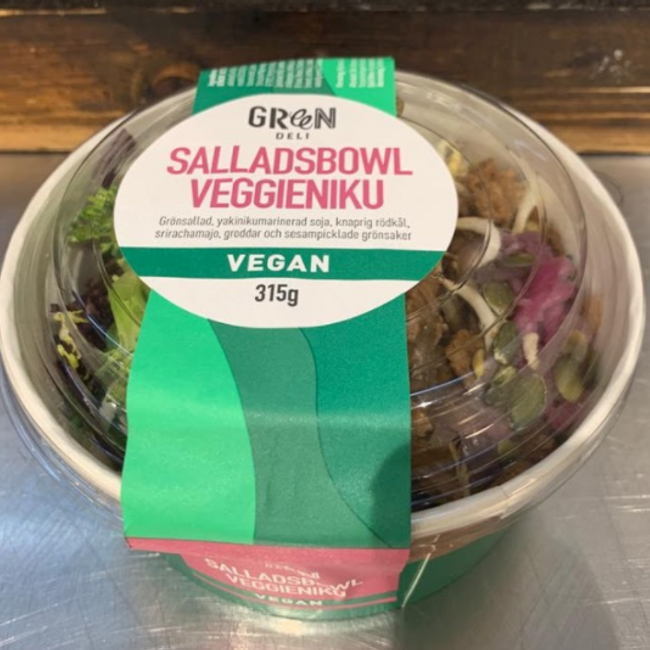 GReeN
DELI
SALLADSBOWL
VEGGIENIKU
Grönsallad, yakinikumarinerad soja, knaprig rödkål,
srirachamajo, groddar och sesampicklade grönsaker
VEGAN
315g
SALLADSBOWL
VEGGIENIKU
VEGAN